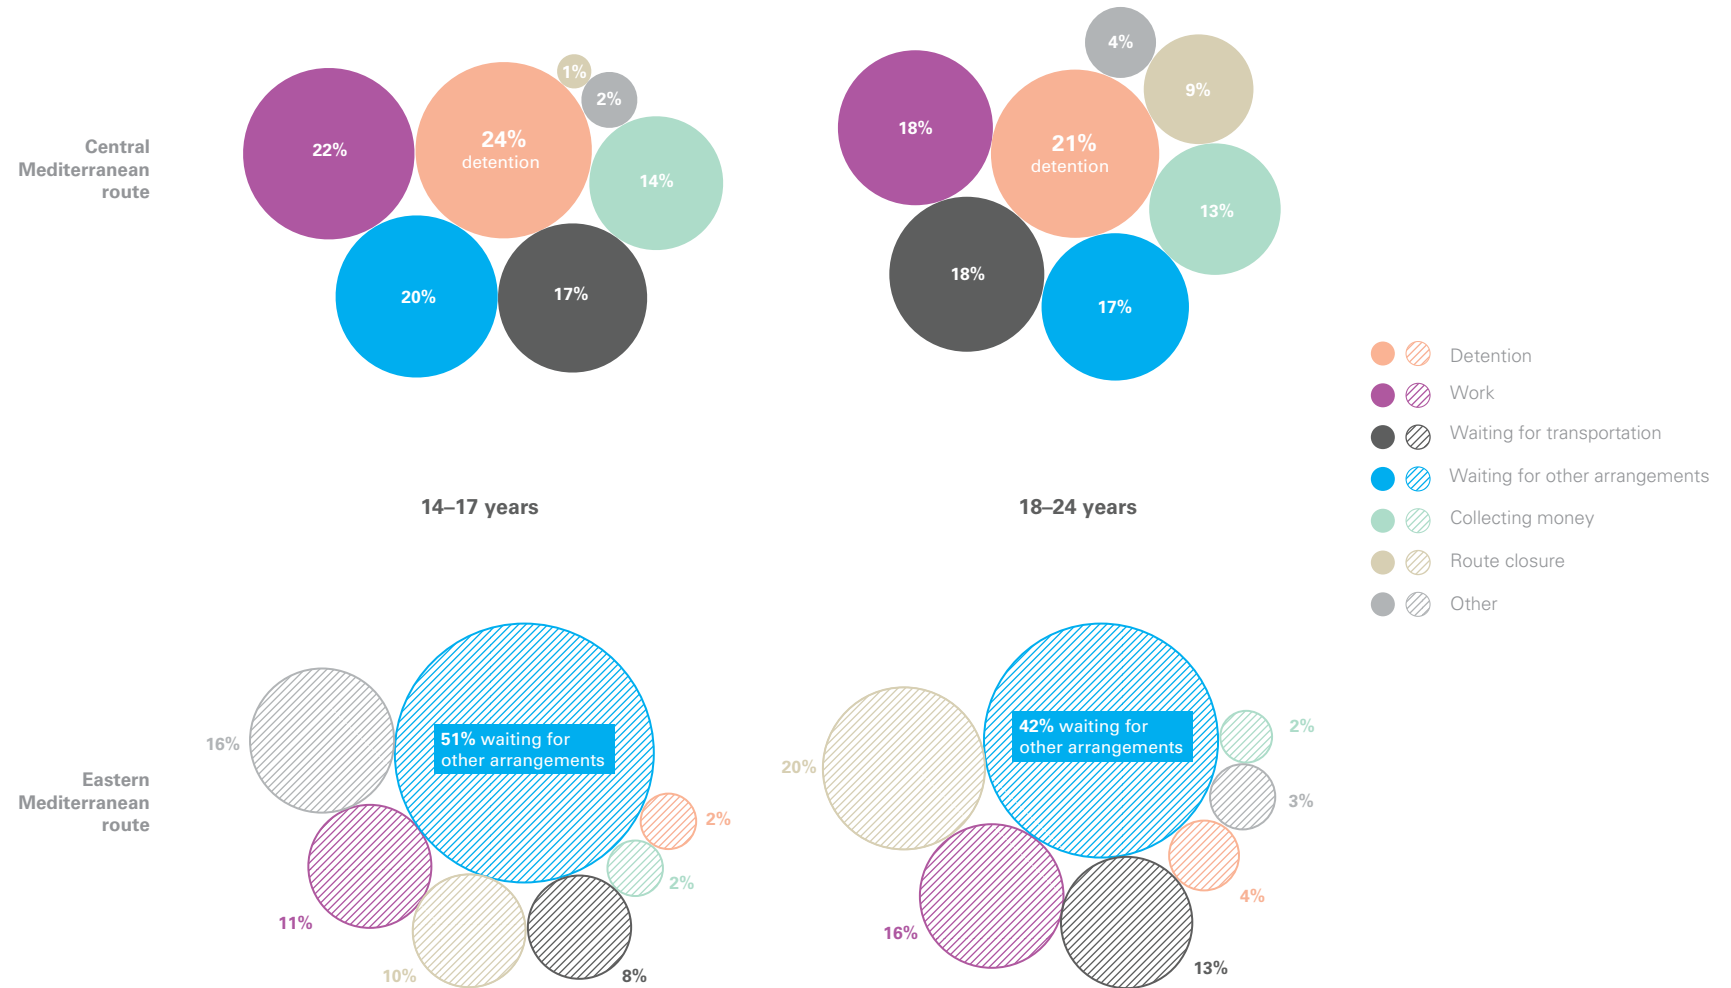 Central
Mediterranean
route
22%
24%
detention
1%
2%
14%
20%
17%
18%
21%
detention
4%
9%
13%
18%
17%
14–17 years
18–24 years
Detention
Work
Waiting for transportation
Waiting for other arrangements
Collecting money
Route closure
Other
Eastern
Mediterranean
route
16%
51% waiting for
other arrangements
2%
2%
11%
10%
8%
20%
42% waiting for
other arrangements
2%
3%
4%
16%
13%